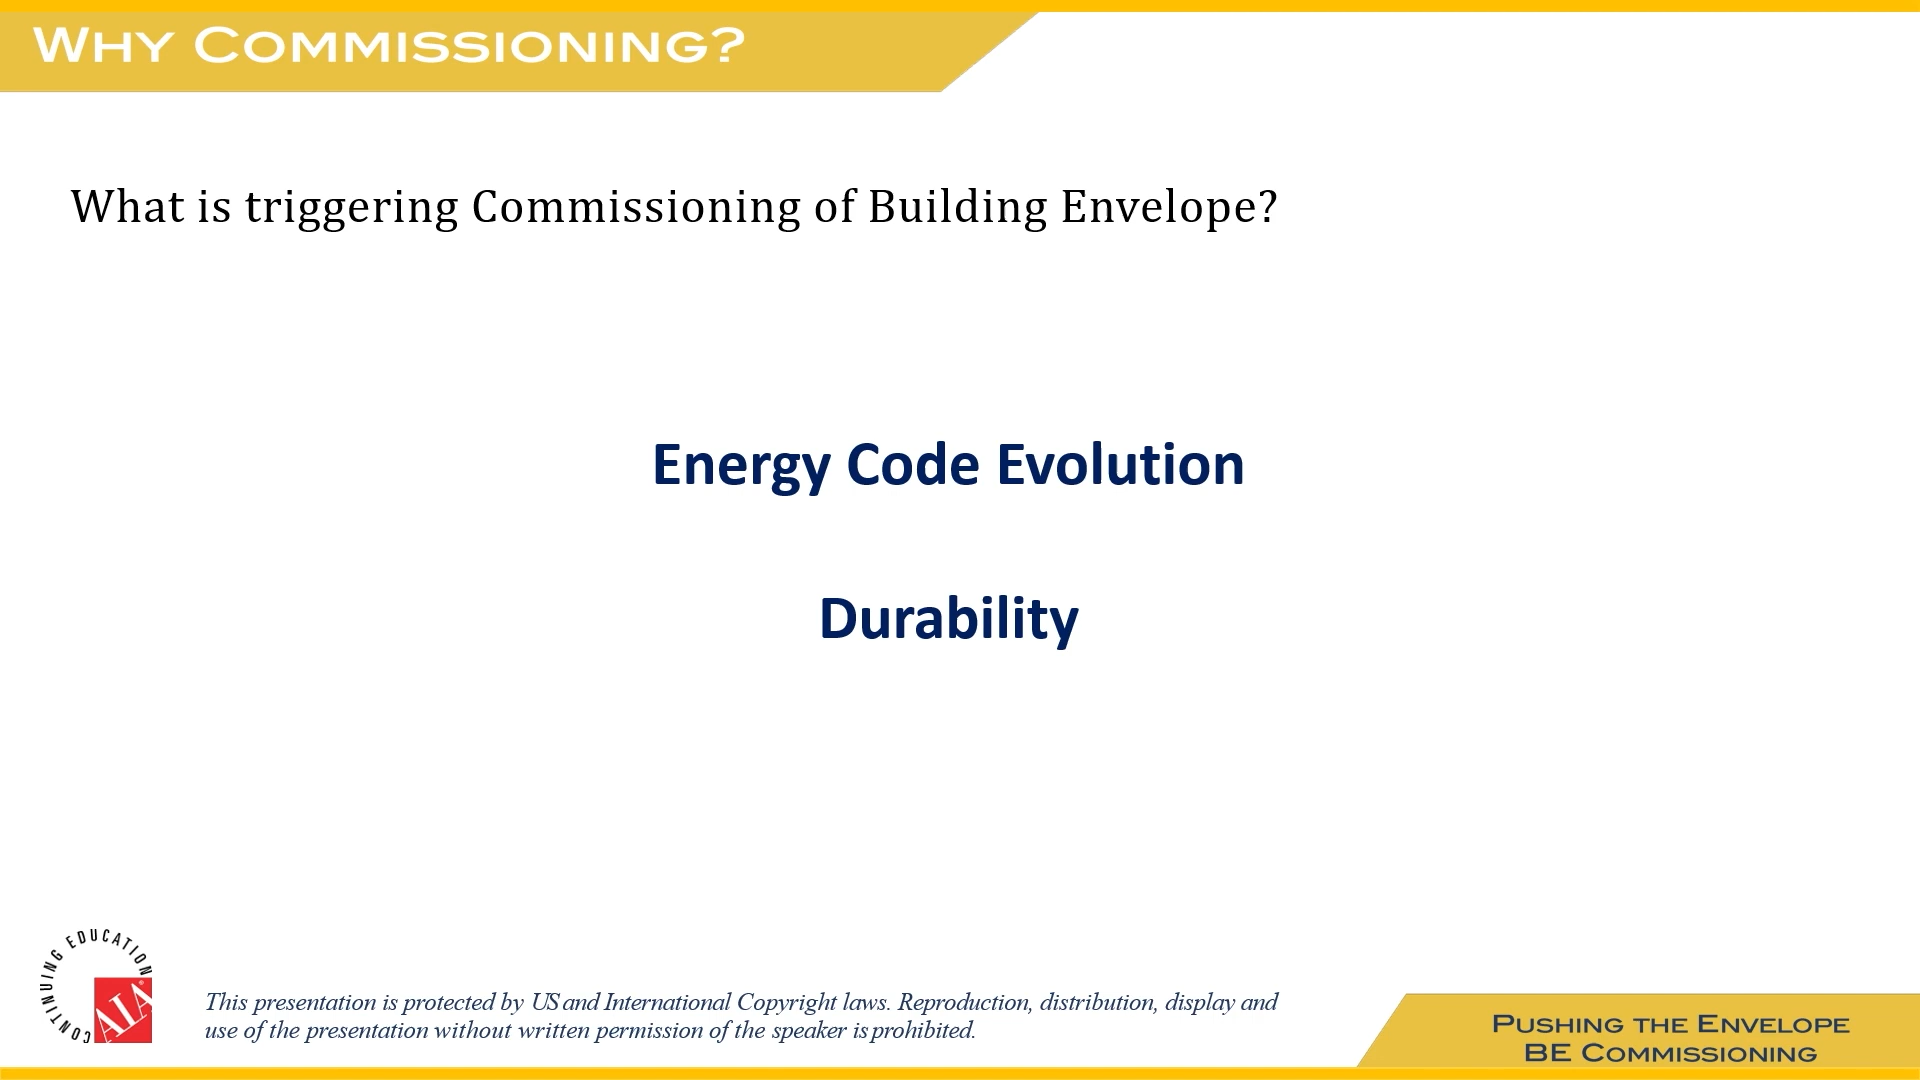 WHY COMMISSIONING?
What is triggering Commissioning of Building Envelope?
Energy Code Evolution
Durability
CONTINUING EDUCATION
AIA
This presentation is protected by US and International Copyright laws. Reproduction, distribution, display and
use of the presentation without written permission of the speaker is prohibited.
PUSHING THE ENVELOPE
BE COMMISSIONING